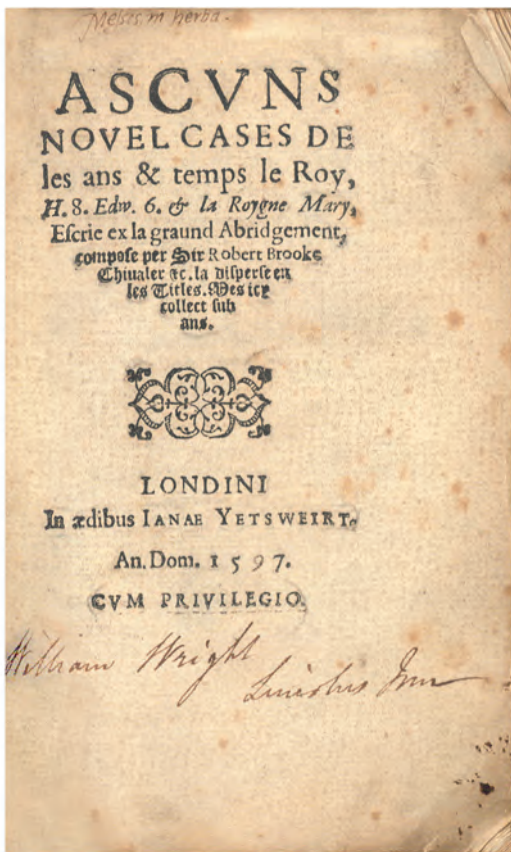 Messis in herba.
ASCVNS
NOVEL CASES DE
les ans & temps le Roy,
H. 8. Edw. 6. & la Roygne Mary,
Eſcrie ex la graund Abridgement,
compoſe per Sir Robert Brooke
Chiualer &c. la diſperſe en
les Titles. Mes icy
collect ſub
ans.
LONDINI
In ædibus IANAE YETSWEIRT.
An. Dom. 1597.
CVM PRIVILEGIO.
William Wright
Lincolns Inn